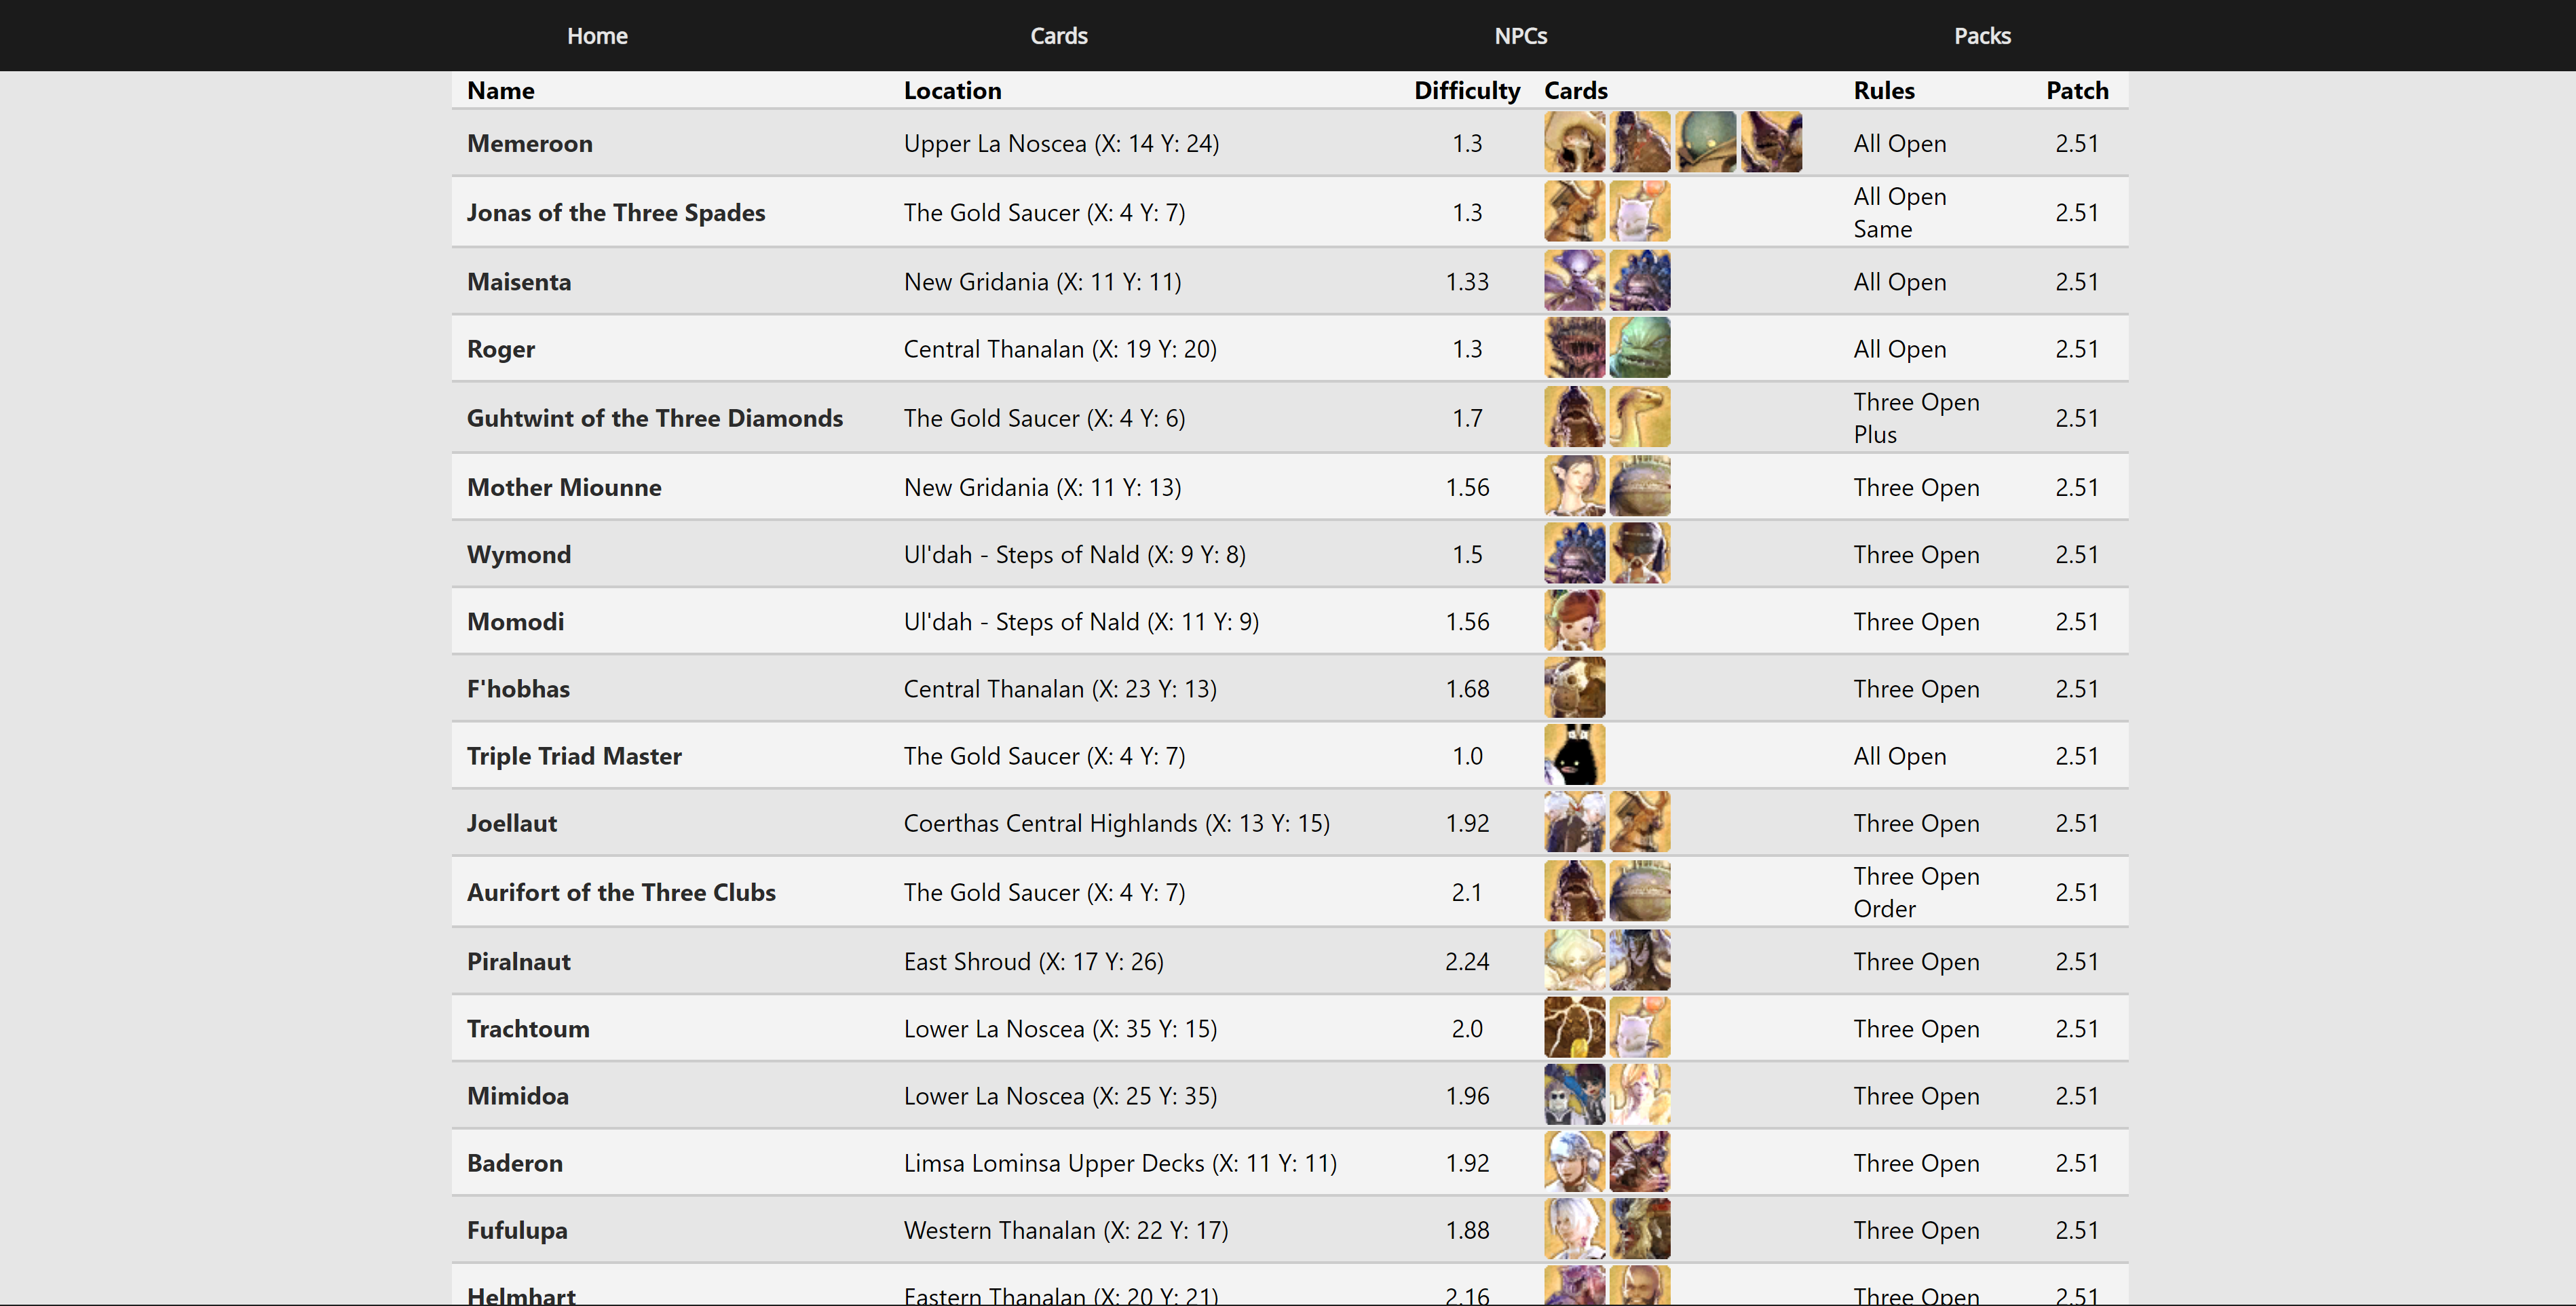 Home Cards NPCs Packs
Name Location Difficulty Cards Rules Patch
Memeroon Upper La Noscea (X: 14 Y: 24) 1.3 All Open 2.51
Jonas of the Three Spades The Gold Saucer (X: 4 Y: 7) 1.3 All Open Same 2.51
Maisenta New Gridania (X: 11 Y: 11) 1.33 All Open 2.51
Roger Central Thanalan (X: 19 Y: 20) 1.3 All Open 2.51
Guhtwint of the Three Diamonds The Gold Saucer (X: 4 Y: 6) 1.7 Three Open Plus 2.51
Mother Miounne New Gridania (X: 11 Y: 13) 1.56 Three Open 2.51
Wymond Ul'dah - Steps of Nald (X: 9 Y: 8) 1.5 Three Open 2.51
Momodi Ul'dah - Steps of Nald (X: 11 Y: 9) 1.56 Three Open 2.51
F'hobhas Central Thanalan (X: 23 Y: 13) 1.68 Three Open 2.51
Triple Triad Master The Gold Saucer (X: 4 Y: 7) 1.0 All Open 2.51
Joellaut Coerthas Central Highlands (X: 13 Y: 15) 1.92 Three Open 2.51
Aurifort of the Three Clubs The Gold Saucer (X: 4 Y: 7) 2.1 Three Open Order 2.51
Piralnaut East Shroud (X: 17 Y: 26) 2.24 Three Open 2.51
Trachtoum Lower La Noscea (X: 35 Y: 15) 2.0 Three Open 2.51
Mimidoa Lower La Noscea (X: 25 Y: 35) 1.96 Three Open 2.51
Baderon Limsa Lominsa Upper Decks (X: 11 Y: 11) 1.92 Three Open 2.51
Fufulupa Western Thanalan (X: 22 Y: 17) 1.88 Three Open 2.51
Helmhart Eastern Thanalan (X: 20 Y: 21) 2.16 Three Open 2.51